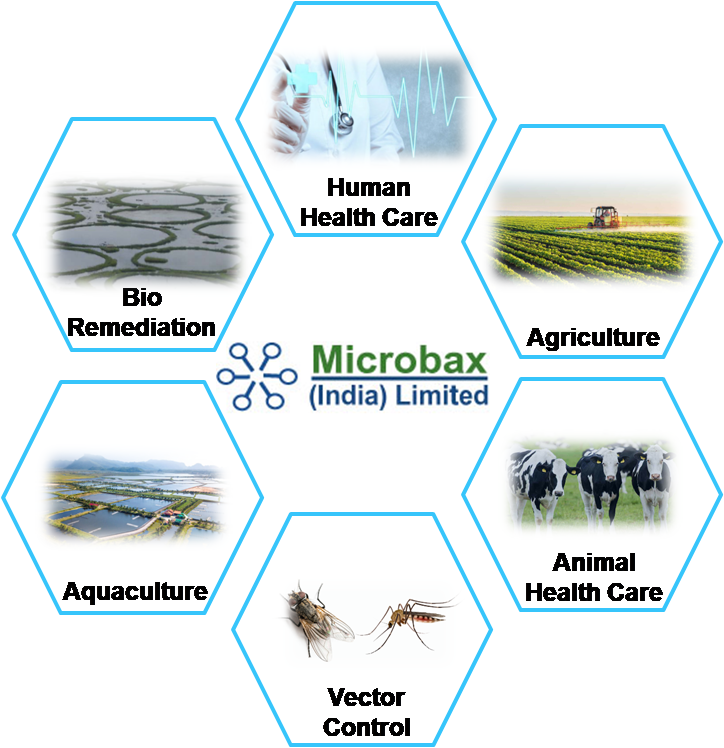 Human
Health Care
Bio
Remediation
Agriculture
Microbax
(India) Limited
Aquaculture
Animal
Health Care
Vector
Control